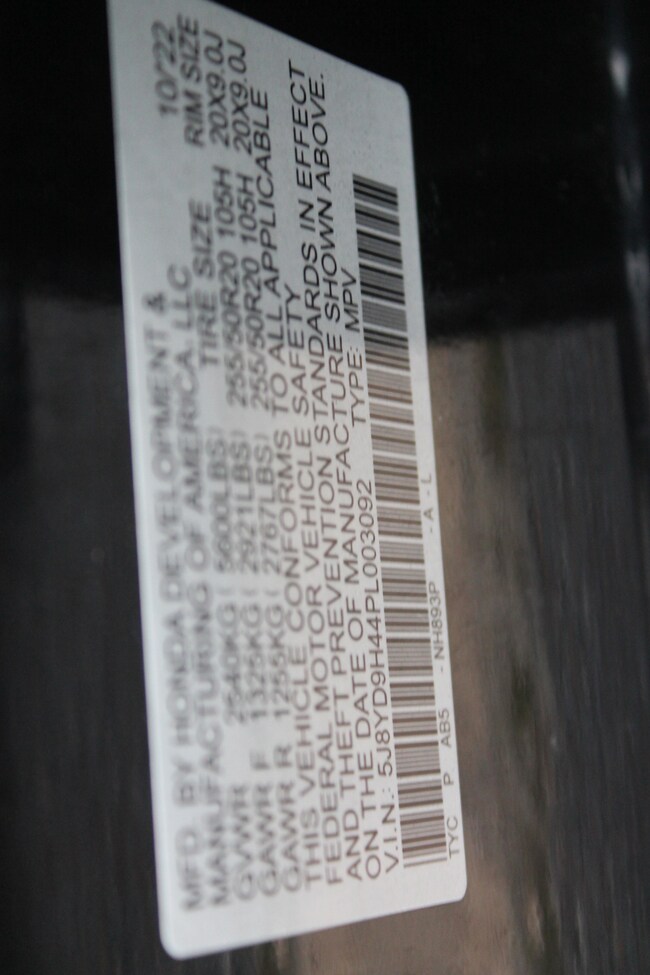 MFD. BY HONDA DEVELOPMENT & 10/22
MANUFACTURING OF AMERICA, LLC
TIRE SIZE RIM SIZE
GVWR 2540KG ( 5600LBS)
GAWR F 1325KG ( 2921LBS) 255/50R20 105H 20X9.0J
GAWR R 1255KG ( 2767LBS) 255/50R20 105H 20X9.0J
THIS VEHICLE CONFORMS TO ALL APPLICABLE
FEDERAL MOTOR VEHICLE SAFETY
AND THEFT PREVENTION STANDARDS IN EFFECT
ON THE DATE OF MANUFACTURE SHOWN ABOVE.
V.I.N.: 5J8YD9H44PL003092 TYPE: MPV
TYC P AB5 - NH893P - A - L